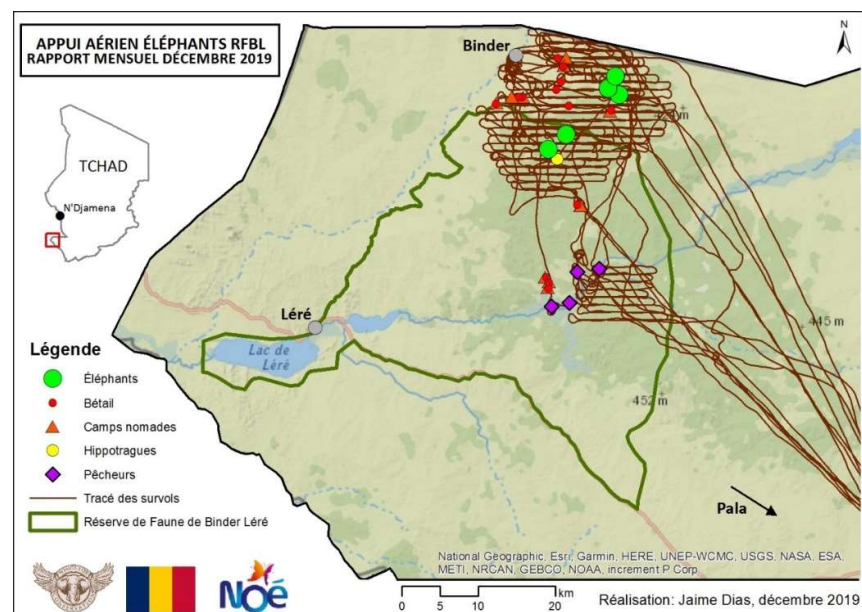 APPUI AÉRIEN ÉLÉPHANTS RFBL
RAPPORT MENSUEL DÉCEMBRE 2019
N
Binder
TCHAD
N'Djamena
Léré
Lac de
Léré
445 m
452 m
Légende
Éléphants
Bétail
Camps nomades
Hippotragues
Pêcheurs
Tracé des survols
Réserve de Faune de Binder Léré
Pala
National Geographic, Esri, Garmin, HERE, UNEP-WCMC, USGS, NASA, ESA,
METI, NRCAN, GEBCO, NOAA, increment P Corp.
Noé
km
0 5 10 20
Réalisation: Jaime Dias, décembre 2019